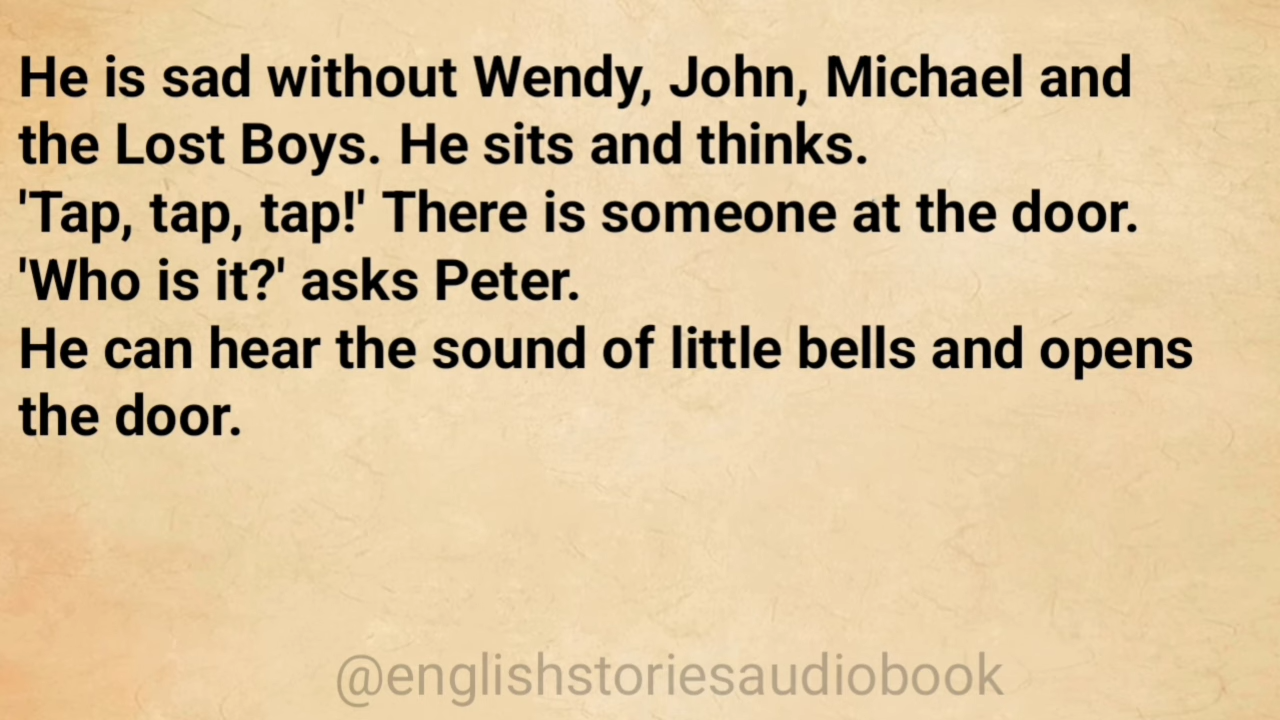 He is sad without Wendy, John, Michael and
the Lost Boys. He sits and thinks.
'Tap, tap, tap!' There is someone at the door.
'Who is it?' asks Peter.
He can hear the sound of little bells and opens
the door.
@englishstoriesaudiobook